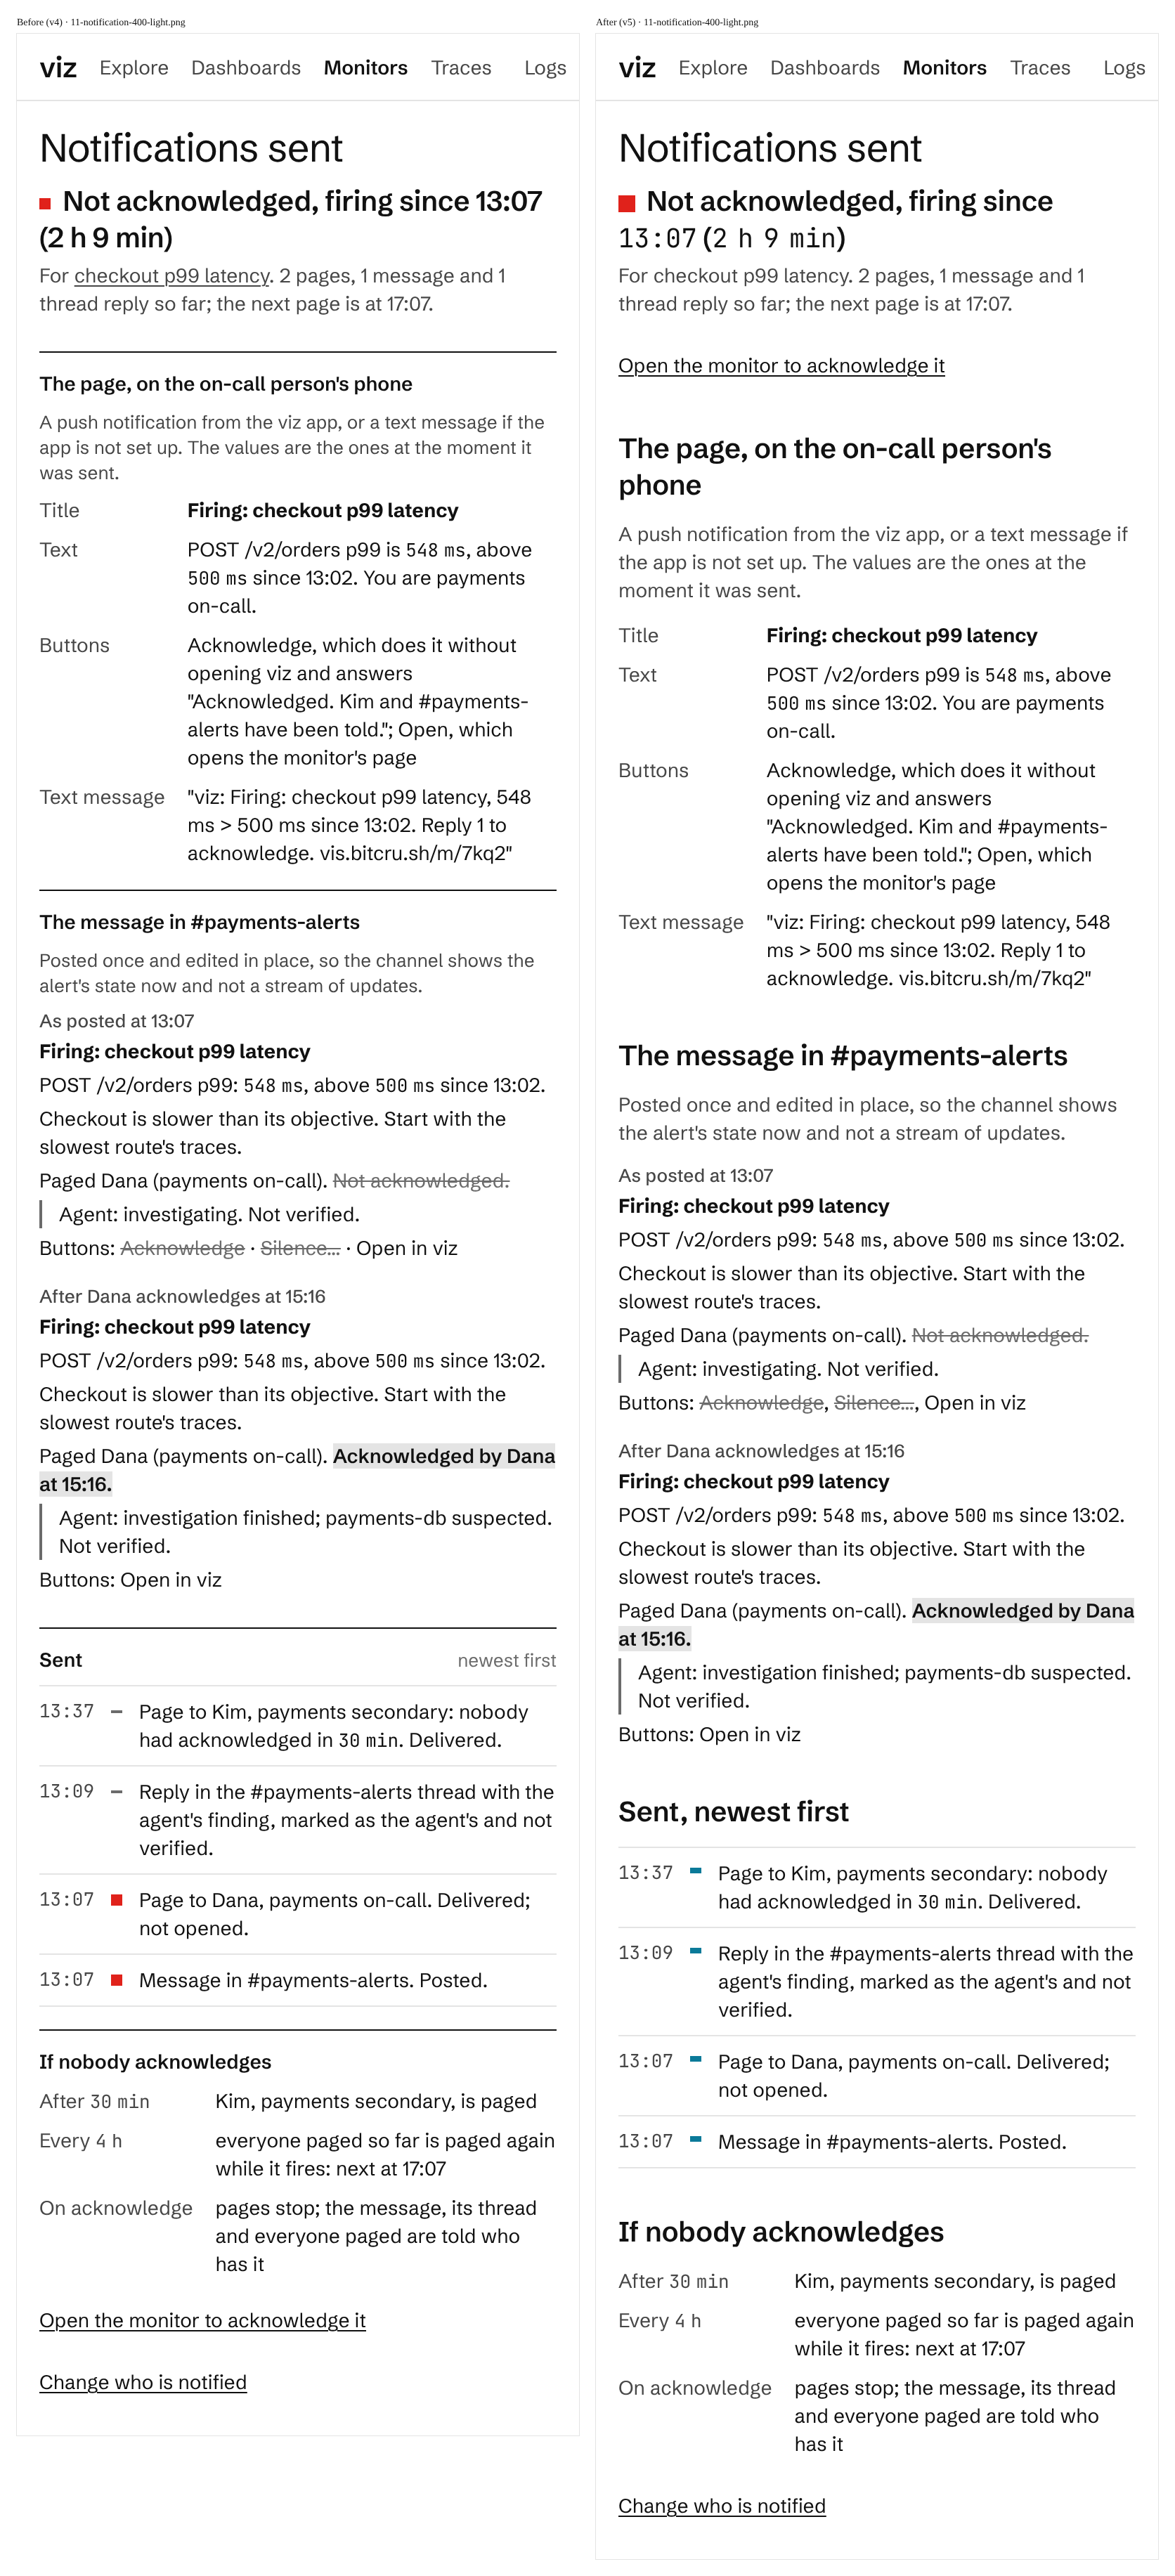 Before (v4) · 11-notification-400-light.png
viz Explore Dashboards Monitors Traces Logs
Notifications sent
Not acknowledged, firing since 13:07
(2 h 9 min)
For checkout p99 latency. 2 pages, 1 message and 1
thread reply so far; the next page is at 17:07.
The page, on the on-call person's phone
A push notification from the viz app, or a text message if the
app is not set up. The values are the ones at the moment it
was sent.
Title Firing: checkout p99 latency
Text POST /v2/orders p99 is 548 ms, above
500 ms since 13:02. You are payments
on-call.
Buttons Acknowledge, which does it without
opening viz and answers
"Acknowledged. Kim and #payments-
alerts have been told."; Open, which
opens the monitor's page
Text message "viz: Firing: checkout p99 latency, 548
ms > 500 ms since 13:02. Reply 1 to
acknowledge. vis.bitcru.sh/m/7kq2"
The message in #payments-alerts
Posted once and edited in place, so the channel shows the
alert's state now and not a stream of updates.
As posted at 13:07
Firing: checkout p99 latency
POST /v2/orders p99: 548 ms, above 500 ms since 13:02.
Checkout is slower than its objective. Start with the
slowest route's traces.
Paged Dana (payments on-call). Not acknowledged.
Agent: investigating. Not verified.
Buttons: Acknowledge · Silence... · Open in viz
After Dana acknowledges at 15:16
Firing: checkout p99 latency
POST /v2/orders p99: 548 ms, above 500 ms since 13:02.
Checkout is slower than its objective. Start with the
slowest route's traces.
Paged Dana (payments on-call). Acknowledged by Dana
at 15:16.
Agent: investigation finished; payments-db suspected.
Not verified.
Buttons: Open in viz
Sent newest first
13:37 Page to Kim, payments secondary: nobody
had acknowledged in 30 min. Delivered.
13:09 Reply in the #payments-alerts thread with the
agent's finding, marked as the agent's and not
verified.
13:07 Page to Dana, payments on-call. Delivered;
not opened.
13:07 Message in #payments-alerts. Posted.
If nobody acknowledges
After 30 min Kim, payments secondary, is paged
Every 4 h everyone paged so far is paged again
while it fires: next at 17:07
On acknowledge pages stop; the message, its thread
and everyone paged are told who
has it
Open the monitor to acknowledge it
Change who is notified
After (v5) · 11-notification-400-light.png
viz Explore Dashboards Monitors Traces Logs
Notifications sent
Not acknowledged, firing since
13:07 (2 h 9 min)
For checkout p99 latency. 2 pages, 1 message and 1
thread reply so far; the next page is at 17:07.
Open the monitor to acknowledge it
The page, on the on-call person's
phone
A push notification from the viz app, or a text message if
the app is not set up. The values are the ones at the
moment it was sent.
Title Firing: checkout p99 latency
Text POST /v2/orders p99 is 548 ms, above
500 ms since 13:02. You are payments
on-call.
Buttons Acknowledge, which does it without
opening viz and answers
"Acknowledged. Kim and #payments-
alerts have been told."; Open, which
opens the monitor's page
Text message "viz: Firing: checkout p99 latency, 548
ms > 500 ms since 13:02. Reply 1 to
acknowledge. vis.bitcru.sh/m/7kq2"
The message in #payments-alerts
Posted once and edited in place, so the channel shows
the alert's state now and not a stream of updates.
As posted at 13:07
Firing: checkout p99 latency
POST /v2/orders p99: 548 ms, above 500 ms since 13:02.
Checkout is slower than its objective. Start with the
slowest route's traces.
Paged Dana (payments on-call). Not acknowledged.
Agent: investigating. Not verified.
Buttons: Acknowledge, Silence..., Open in viz
After Dana acknowledges at 15:16
Firing: checkout p99 latency
POST /v2/orders p99: 548 ms, above 500 ms since 13:02.
Checkout is slower than its objective. Start with the
slowest route's traces.
Paged Dana (payments on-call). Acknowledged by Dana
at 15:16.
Agent: investigation finished; payments-db suspected.
Not verified.
Buttons: Open in viz
Sent, newest first
13:37 Page to Kim, payments secondary: nobody
had acknowledged in 30 min. Delivered.
13:09 Reply in the #payments-alerts thread with the
agent's finding, marked as the agent's and not
verified.
13:07 Page to Dana, payments on-call. Delivered;
not opened.
13:07 Message in #payments-alerts. Posted.
If nobody acknowledges
After 30 min Kim, payments secondary, is paged
Every 4 h everyone paged so far is paged again
while it fires: next at 17:07
On acknowledge pages stop; the message, its thread
and everyone paged are told who
has it
Change who is notified